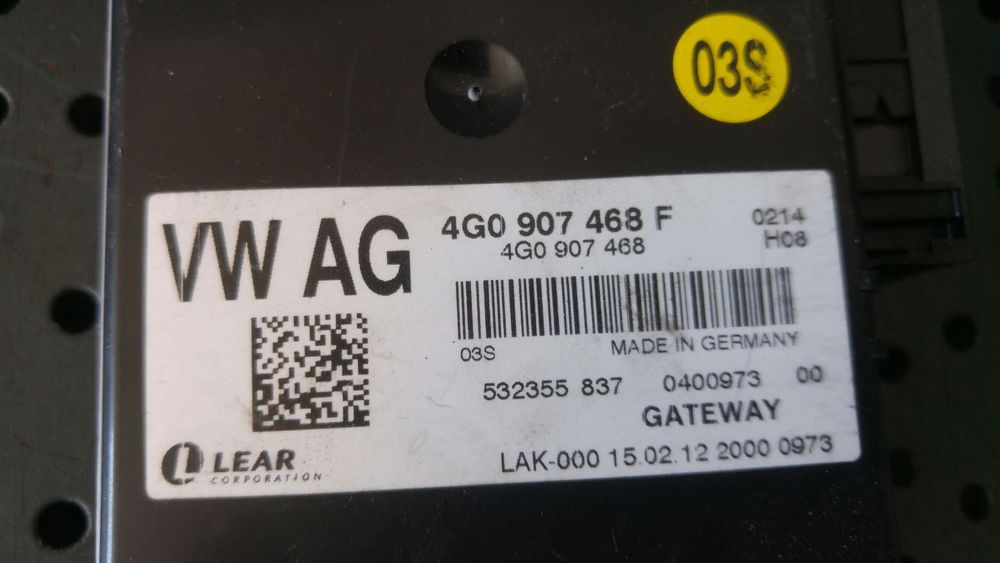 03S
VW AG
4G0 907 468 F
4G0 907 468
0214
H08
03S
MADE IN GERMANY
532355 837 0400973 00
GATEWAY
LEAR
CORPORATION
LAK-000 15.02.12 2000 0973